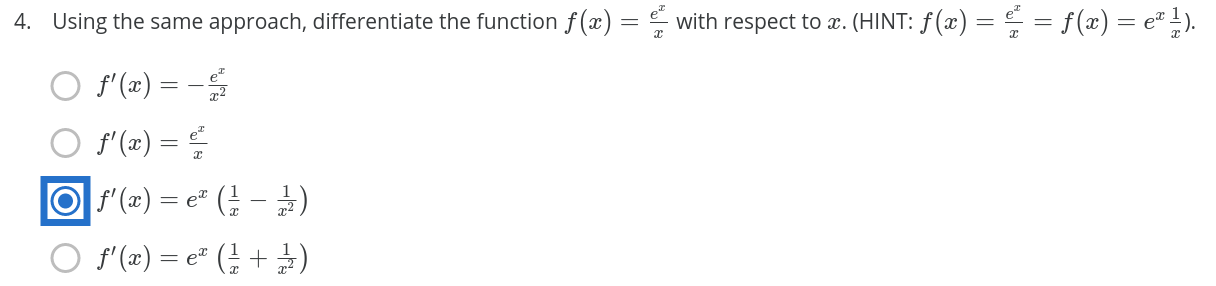 4. Using the same approach, differentiate the function f(x) = e^x/x with respect to x. (HINT: f(x) = e^x/x = f(x) = e^x 1/x).
f′(x) = −e^x/x^2
f′(x) = e^x/x
f′(x) = e^x (1/x − 1/x^2)
f′(x) = e^x (1/x + 1/x^2)